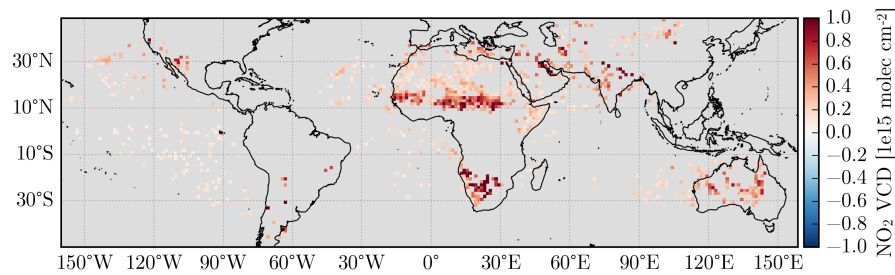 30°N
10°N
10°S
30°S
150°W 120°W 90°W 60°W 30°W 0° 30°E 60°E 90°E 120°E 150°E
1.0
0.8
0.6
0.4
0.2
0.0
−0.2
−0.4
−0.6
−0.8
−1.0
NO₂ VCD [1e15 molec cm⁻²]